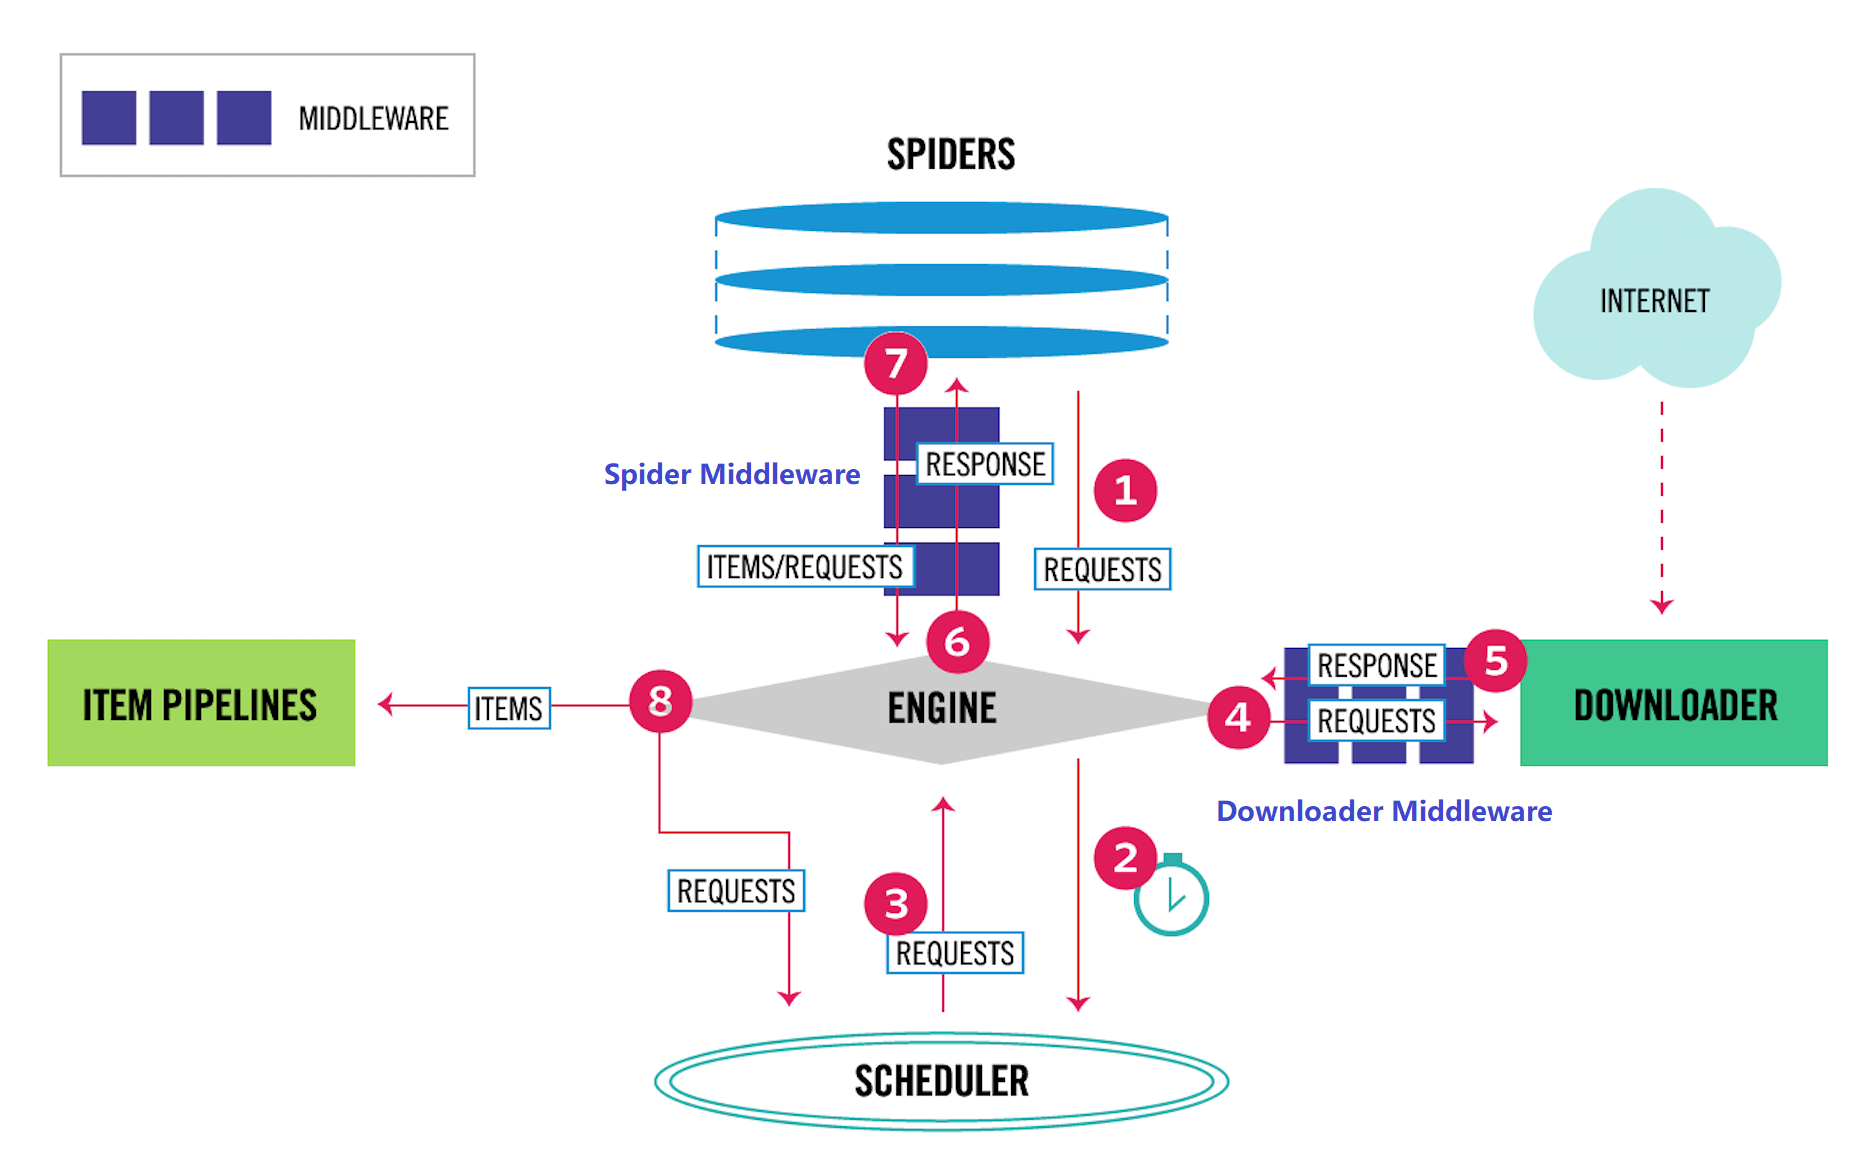 MIDDLEWARE
SPIDERS
INTERNET
7
RESPONSE
Spider Middleware
1
ITEMS/REQUESTS
REQUESTS
6
RESPONSE
5
ITEM PIPELINES
ITEMS
8
ENGINE
4
REQUESTS
DOWNLOADER
Downloader Middleware
2
REQUESTS
3
REQUESTS
SCHEDULER